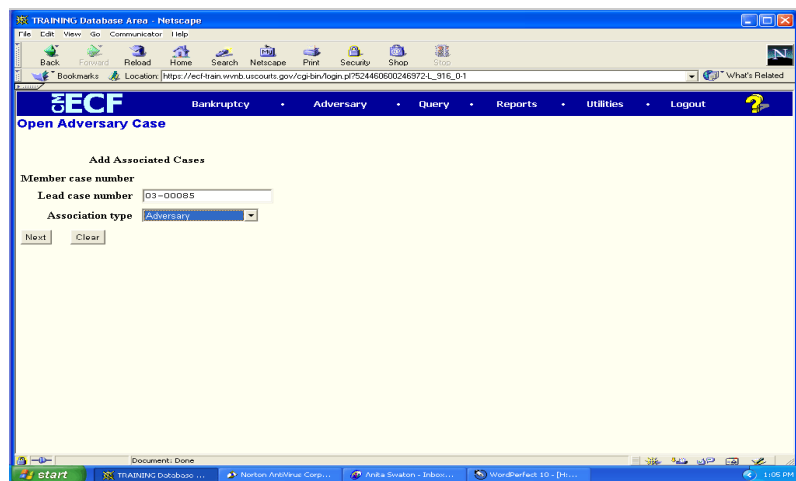 TRAINING Database Area - Netscape
File Edit View Go Communicator Help
Back Forward Reload Home Search Netscape Print Security Shop Stop
N
Bookmarks Location: https://ecf-train.wvnb.uscourts.gov/cgi-bin/login.pl?524460600246972-L_916_0-1 What's Related
CM ECF Bankruptcy • Adversary • Query • Reports • Utilities • Logout ?
Open Adversary Case
Add Associated Cases
Member case number
Lead case number 03-00085
Association type Adversary
Next Clear
Document: Done
start TRAINING Database ... Norton AntiVirus Corp... Anita Swaton - Inbox... WordPerfect 10 - [H:... 1:05 PM